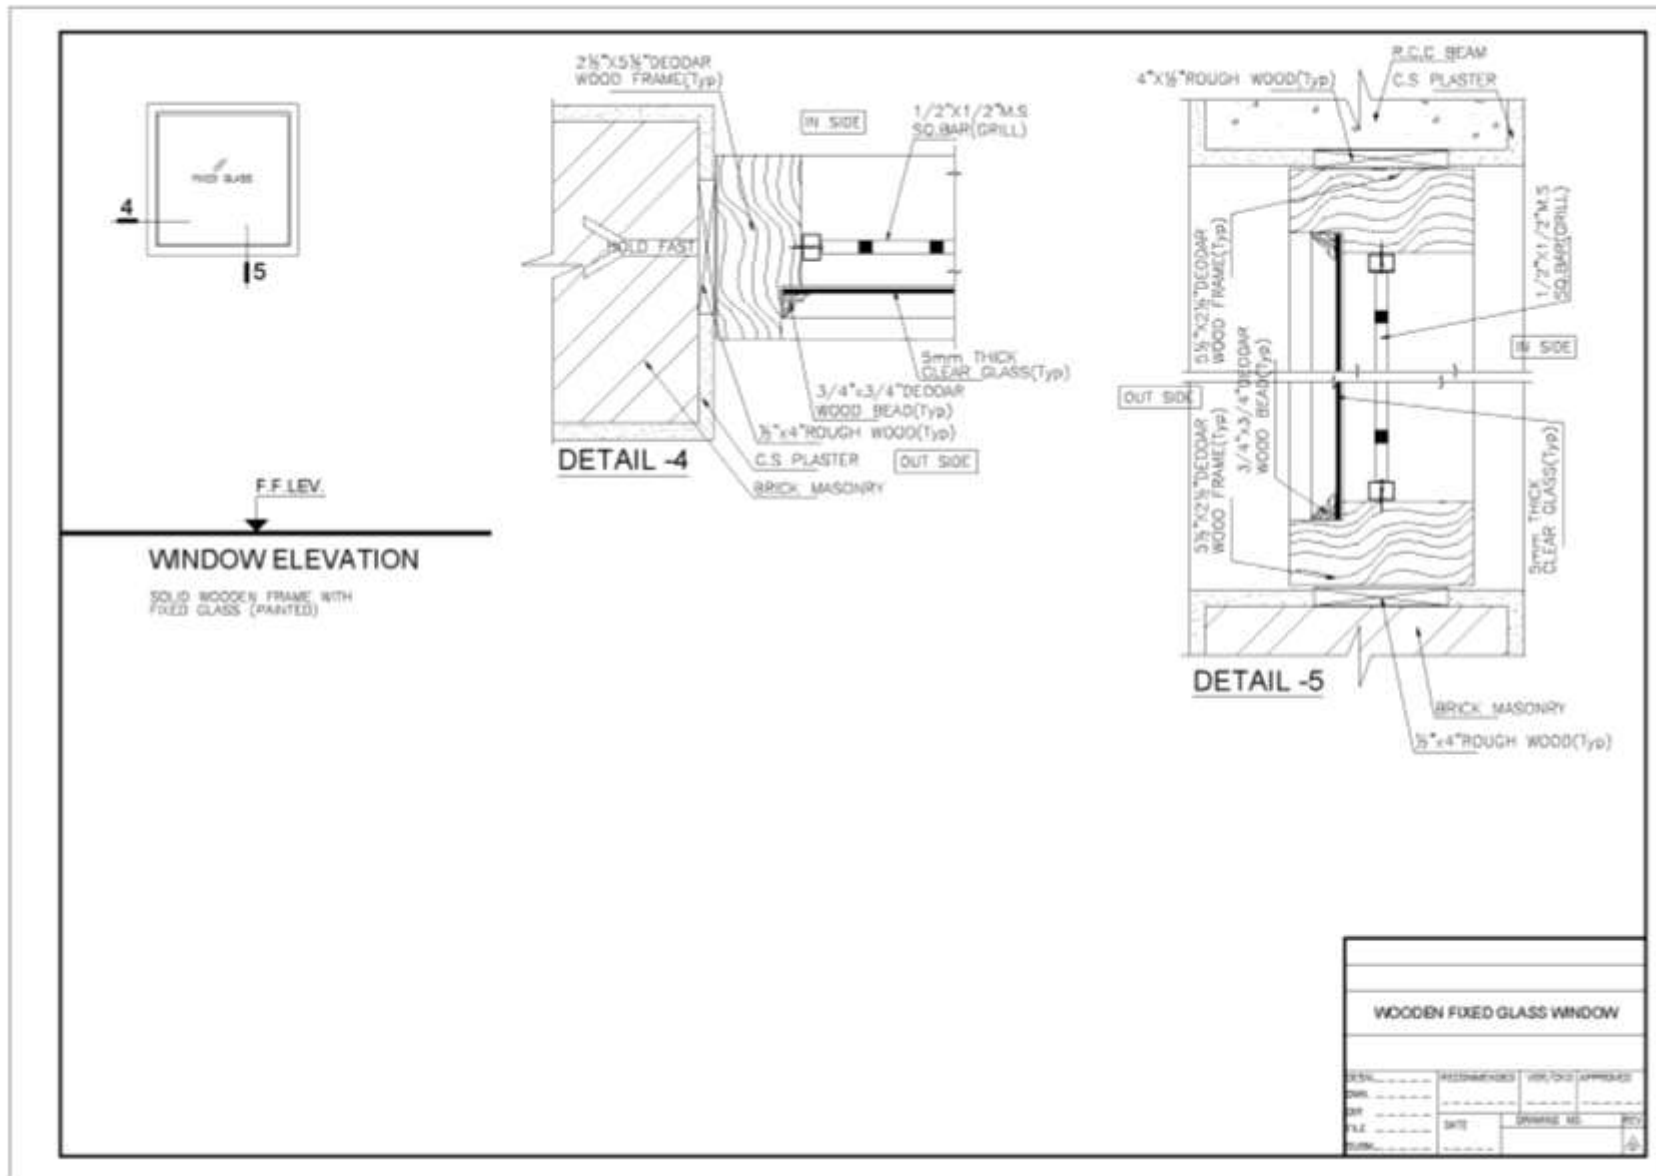 FIXED GLASS
4
5
F.F.LEV.
WINDOW ELEVATION
SOLID WOODEN FRAME WITH
FIXED GLASS (PAINTED)
2½"X5½"DEODAR
WOOD FRAME(Typ)
IN SIDE
1/2"X1/2"M.S
SQ.BAR(GRILL)
HOLD FAST
5mm THICK
CLEAR GLASS(Typ)
3/4"x3/4"DEODAR
WOOD BEAD(Typ)
½"x4"ROUGH WOOD(Typ)
C.S PLASTER
OUT SIDE
BRICK MASONRY
DETAIL -4
R.C.C BEAM
4"X½"ROUGH WOOD(Typ)
C.S PLASTER
5½"X2½"DEODAR
WOOD FRAME(Typ)
1/2"X1/2"M.S
SQ.BAR(GRILL)
IN SIDE
OUT SIDE
3/4"x3/4"DEODAR
WOOD BEAD(Typ)
5½"X2½"DEODAR
WOOD FRAME(Typ)
5mm THICK
CLEAR GLASS(Typ)
DETAIL -5
BRICK MASONRY
½"x4"ROUGH WOOD(Typ)
WOODEN FIXED GLASS WINDOW
RECOMMENDED
APPROVED
DATE
DRAWING NO.
REV